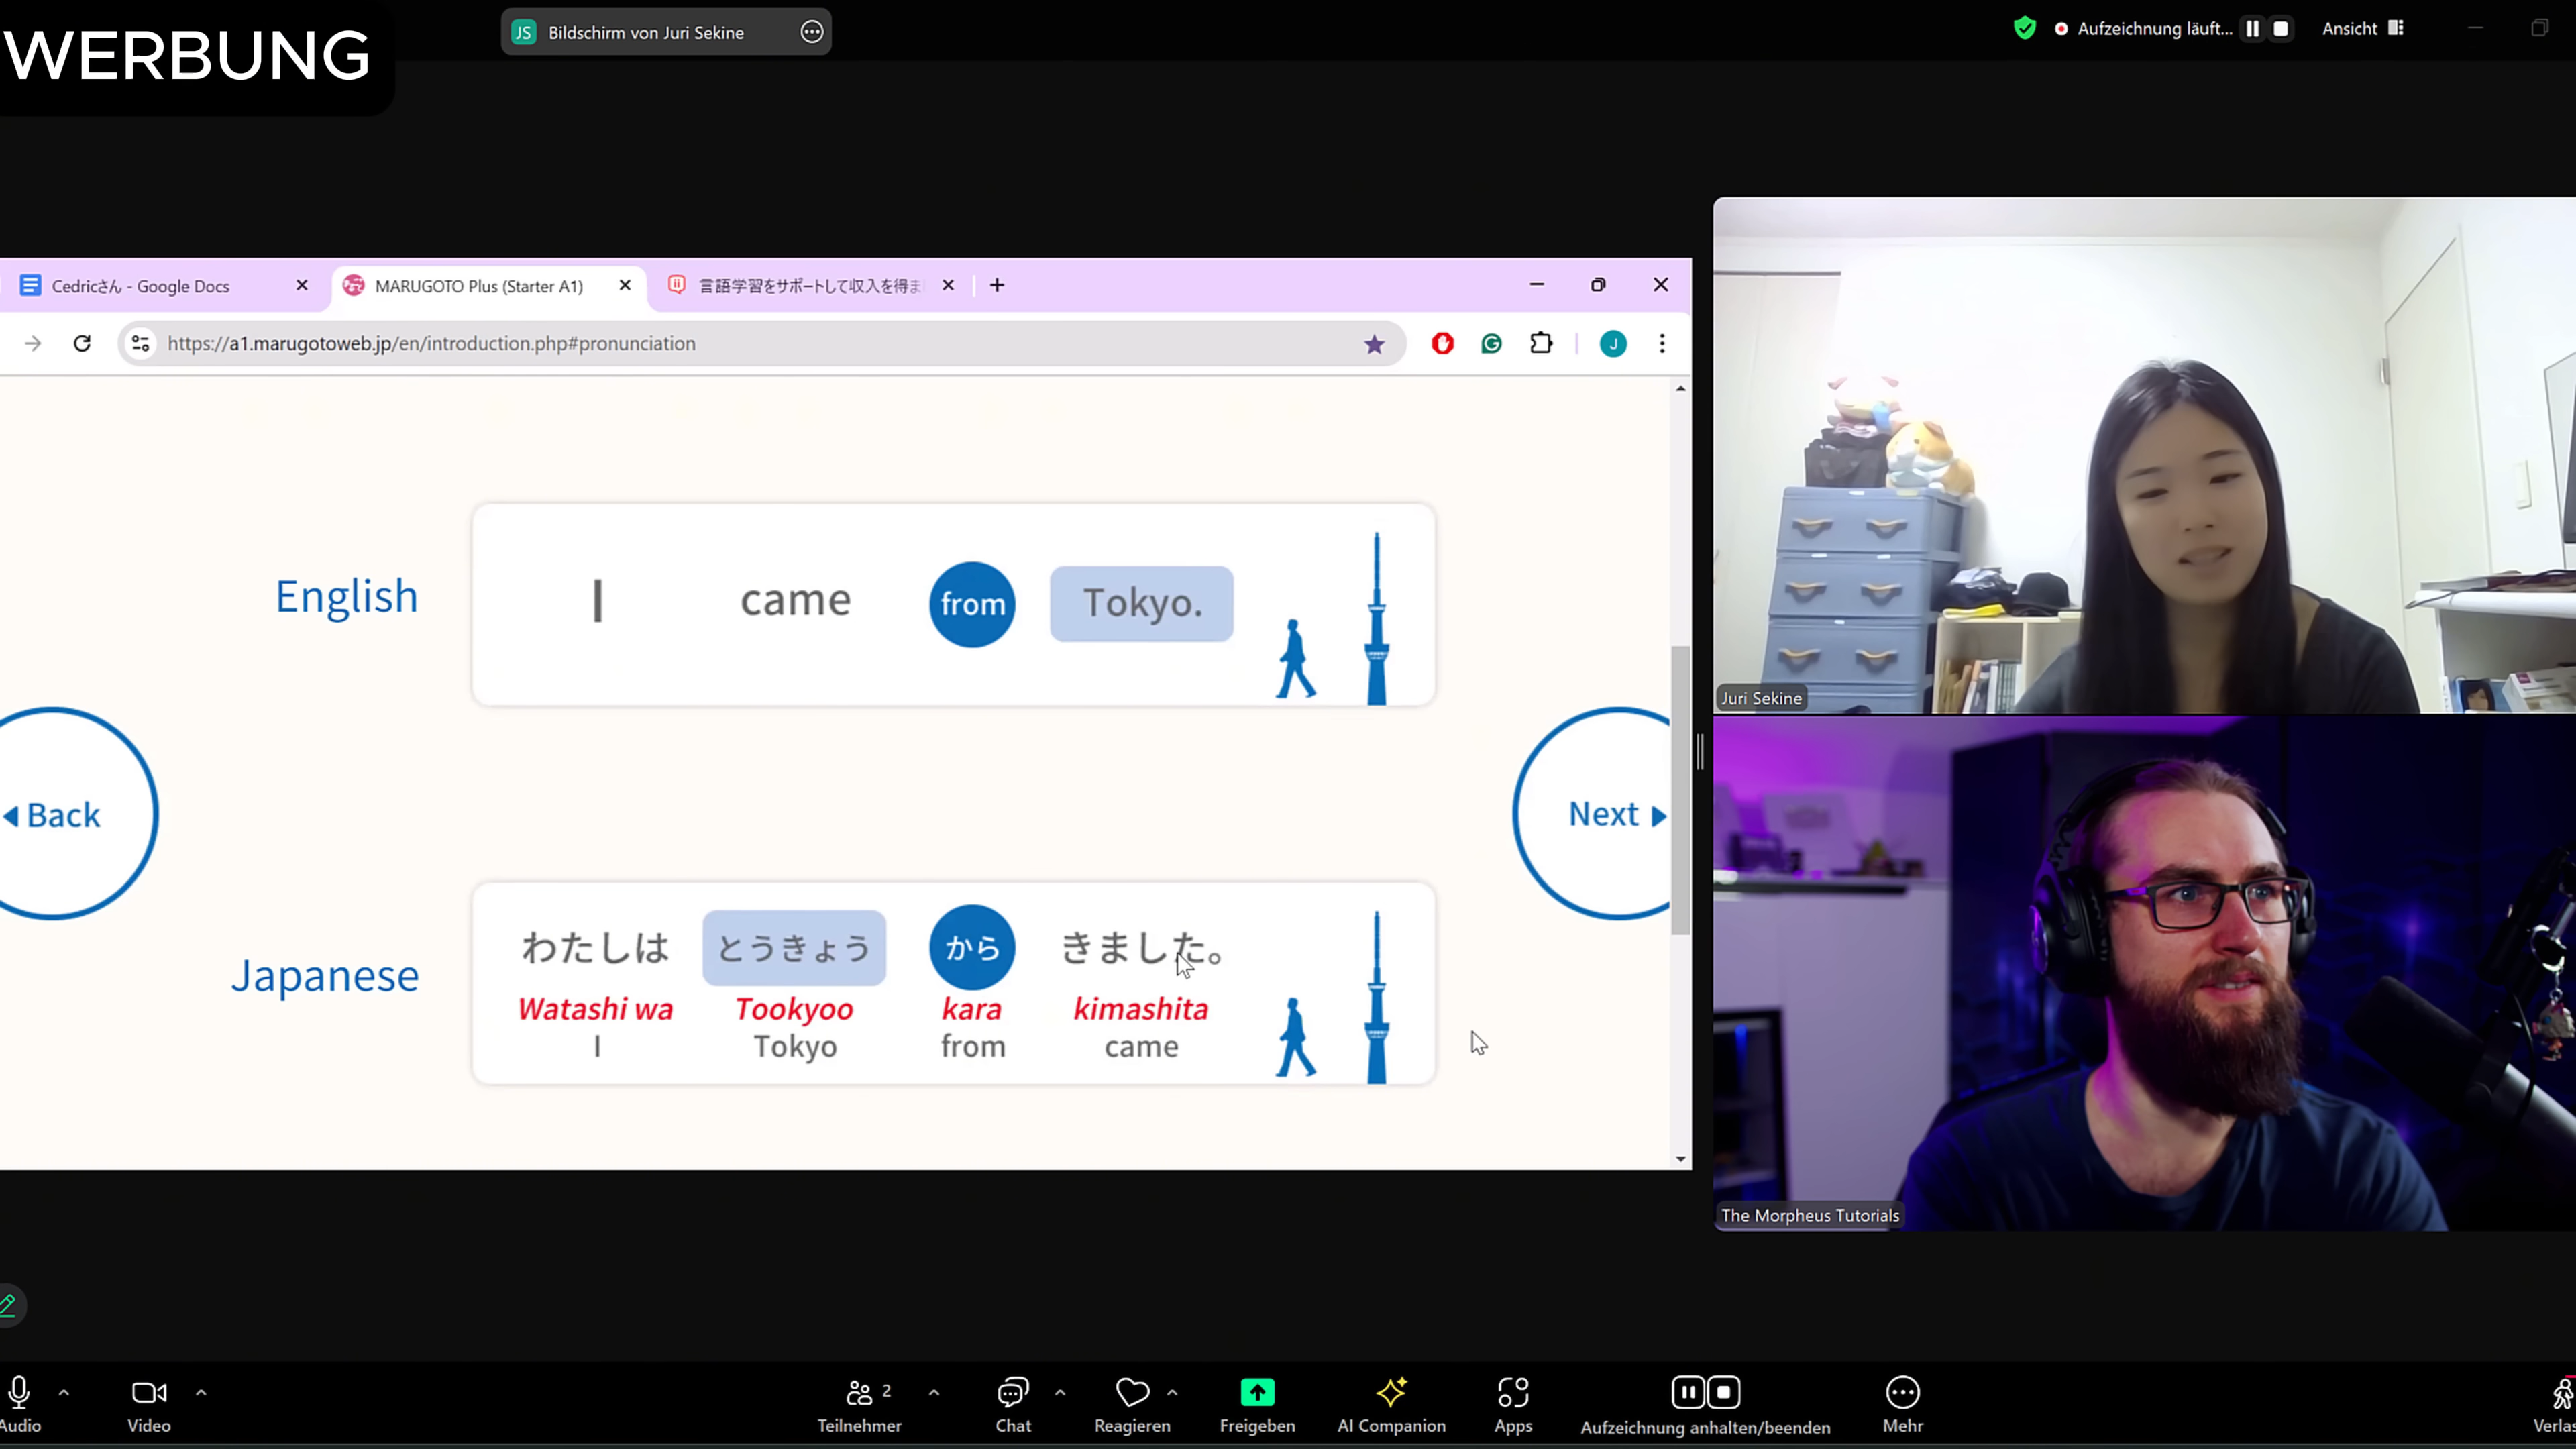 WERBUNG
JS Bildschirm von Juri Sekine
Aufzeichnung läuft...
Ansicht
Cedricさん - Google Docs
MARUGOTO Plus (Starter A1)
言語学習をサポートして収入を得ま
https://a1.marugotoweb.jp/en/introduction.php#pronunciation
J
English
I came from Tokyo.
Back
Next
Japanese
わたしは とうきょう から きました。
Watashi wa Tookyoo kara kimashita
I Tokyo from came
Juri Sekine
The Morpheus Tutorials
Audio
Video
2
Teilnehmer
Chat
Reagieren
Freigeben
AI Companion
Apps
Aufzeichnung anhalten/beenden
Mehr
Verlas